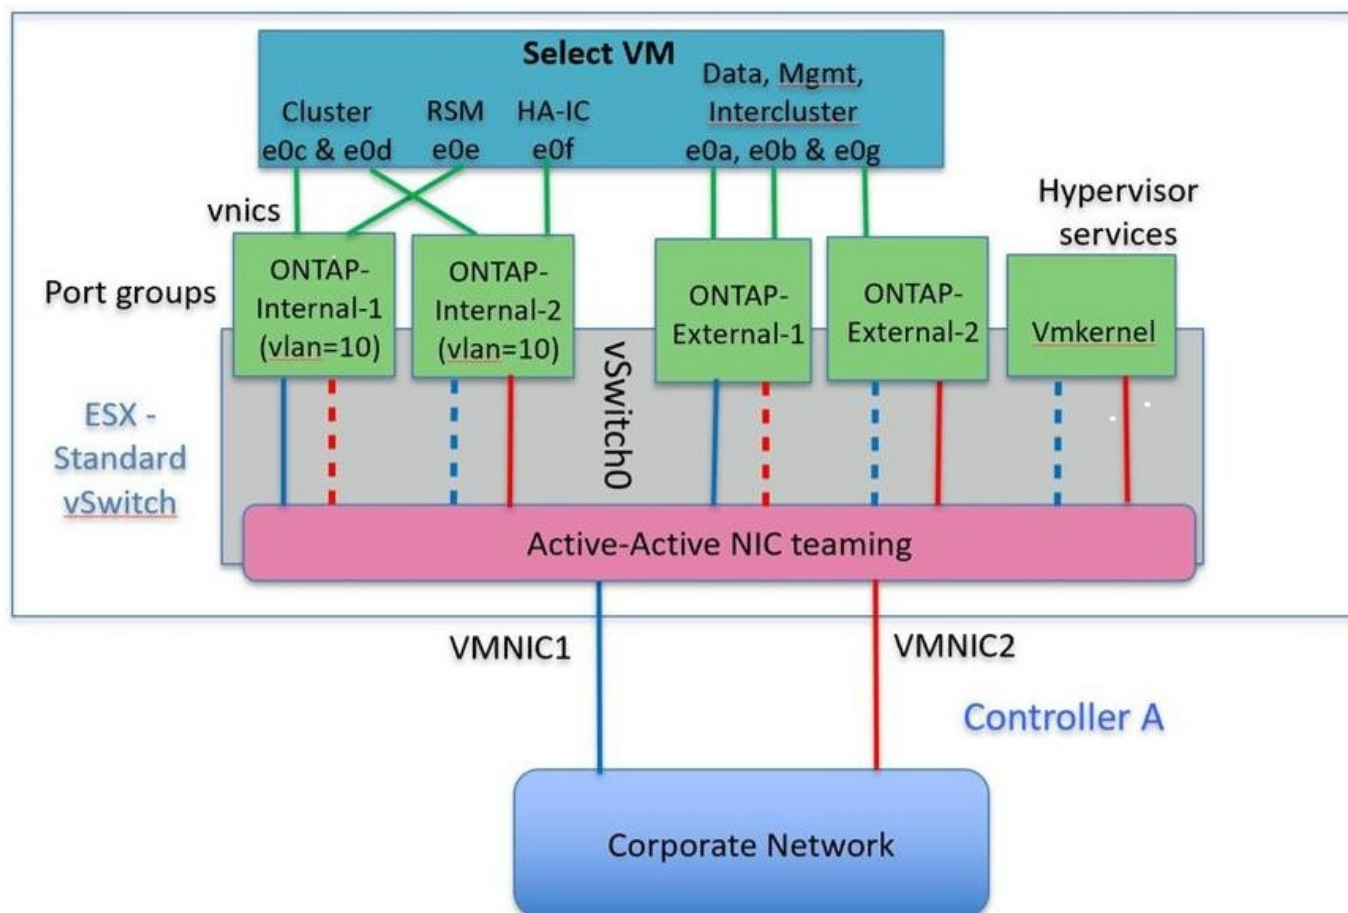 Select VM
Cluster
e0c & e0d
RSM
e0e
HA-IC
e0f
Data, Mgmt,
Intercluster
e0a, e0b & e0g
vnics
Hypervisor
services
Port groups
ONTAP-
Internal-1
(vlan=10)
ONTAP-
Internal-2
(vlan=10)
ONTAP-
External-1
ONTAP-
External-2
Vmkernel
ESX -
Standard
vSwitch
vSwitch0
Active-Active NIC teaming
VMNIC1
VMNIC2
Controller A
Corporate Network